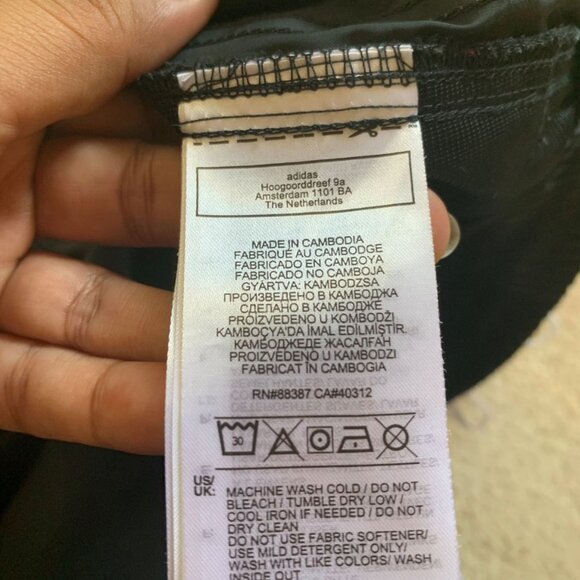 adidas
Hoogoorddreef 9a
Amsterdam 1101 BA
The Netherlands
MADE IN CAMBODIA
FABRIQUÉ AU CAMBODGE
FABRICADO EN CAMBOYA
FABRICADO NO CAMBOJA
GYÁRTVA: KAMBODZSA
ПРОИЗВЕДЕНО В КАМБОДЖА
СДЕЛАНО В КАМБОДЖЕ
PROIZVEDENO U KOMBODŽI
KAMBOÇYA'DA İMAL EDİLMİŞTİR.
КАМБОДЖЕДЕ ЖАСАЛҒАН
PROIZVEDENO U KAMBODŽI
FABRICAT ÎN CAMBOGIA
RN#88387 CA#40312
30
US/
UK: MACHINE WASH COLD / DO NOT
BLEACH / TUMBLE DRY LOW /
COOL IRON IF NEEDED / DO NOT
DRY CLEAN
DO NOT USE FABRIC SOFTENER/
USE MILD DETERGENT ONLY/
WASH WITH LIKE COLORS/ WASH
INSIDE OUT